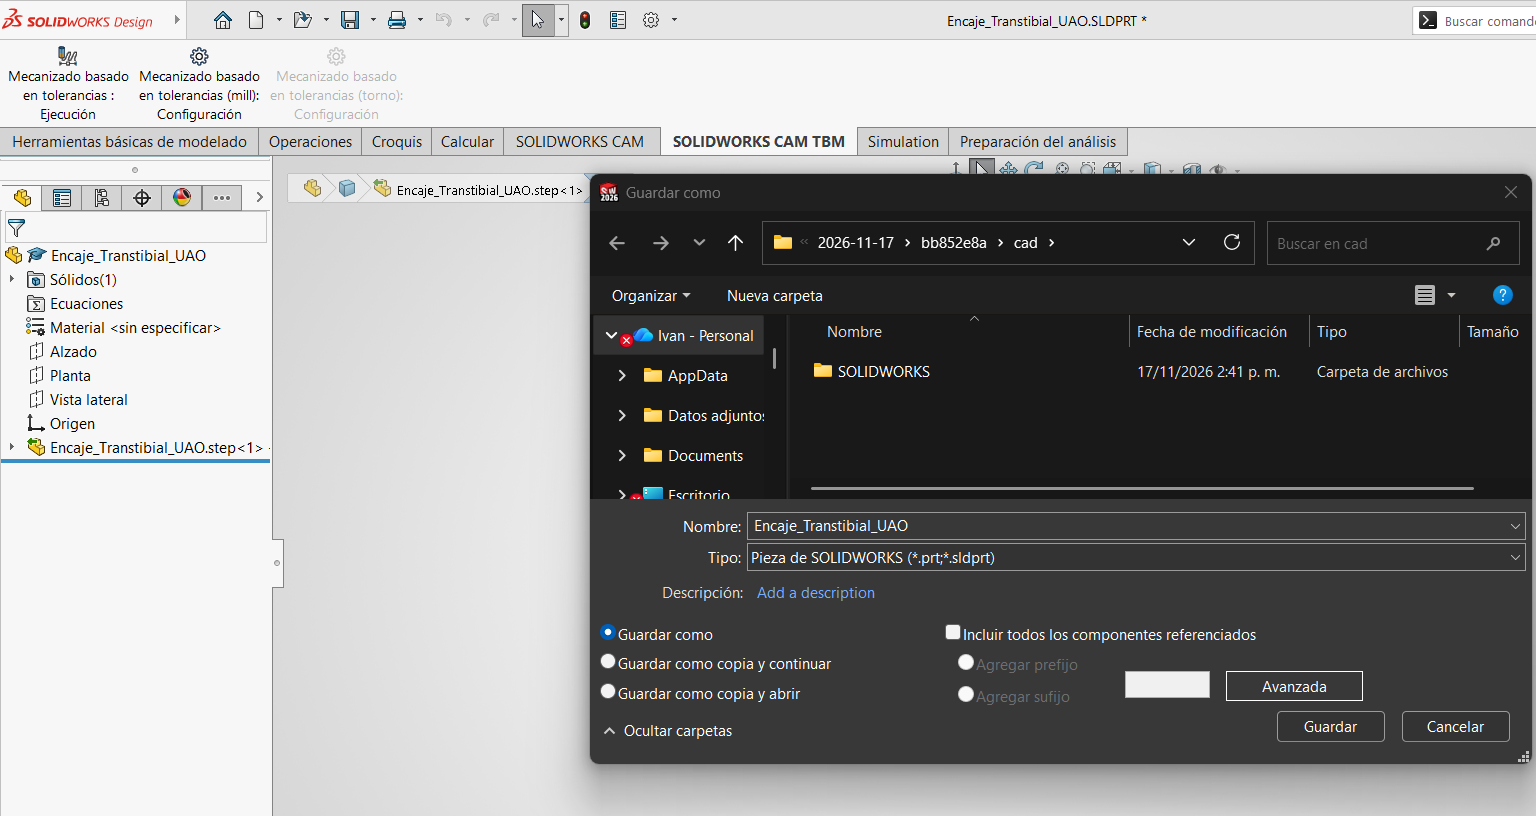 SOLIDWORKS Design
Encaje_Transtibial_UAO.SLDPRT *
Buscar comand
Mecanizado basado
en tolerancias :
Ejecución
Mecanizado basado
en tolerancias (mill):
Configuración
Mecanizado basado
en tolerancias (torno):
Configuración
Herramientas básicas de modelado
Operaciones
Croquis
Calcular
SOLIDWORKS CAM
SOLIDWORKS CAM TBM
Simulation
Preparación del análisis
Encaje_Transtibial_UAO.step<1>
Encaje_Transtibial_UAO
Sólidos(1)
Ecuaciones
Material <sin especificar>
Alzado
Planta
Vista lateral
Origen
Encaje_Transtibial_UAO.step<1> -
SW
2026
Guardar como
« 2026-11-17 > bb852e8a > cad >
Buscar en cad
Organizar
Nueva carpeta
Ivan - Personal
AppData
Datos adjuntos
Documents
Escritorio
Nombre
Fecha de modificación
Tipo
Tamaño
SOLIDWORKS
17/11/2026 2:41 p. m.
Carpeta de archivos
Nombre: Encaje_Transtibial_UAO
Tipo: Pieza de SOLIDWORKS (*.prt;*.sldprt)
Descripción: Add a description
Guardar como
Guardar como copia y continuar
Guardar como copia y abrir
Incluir todos los componentes referenciados
Agregar prefijo
Agregar sufijo
Avanzada
Ocultar carpetas
Guardar
Cancelar